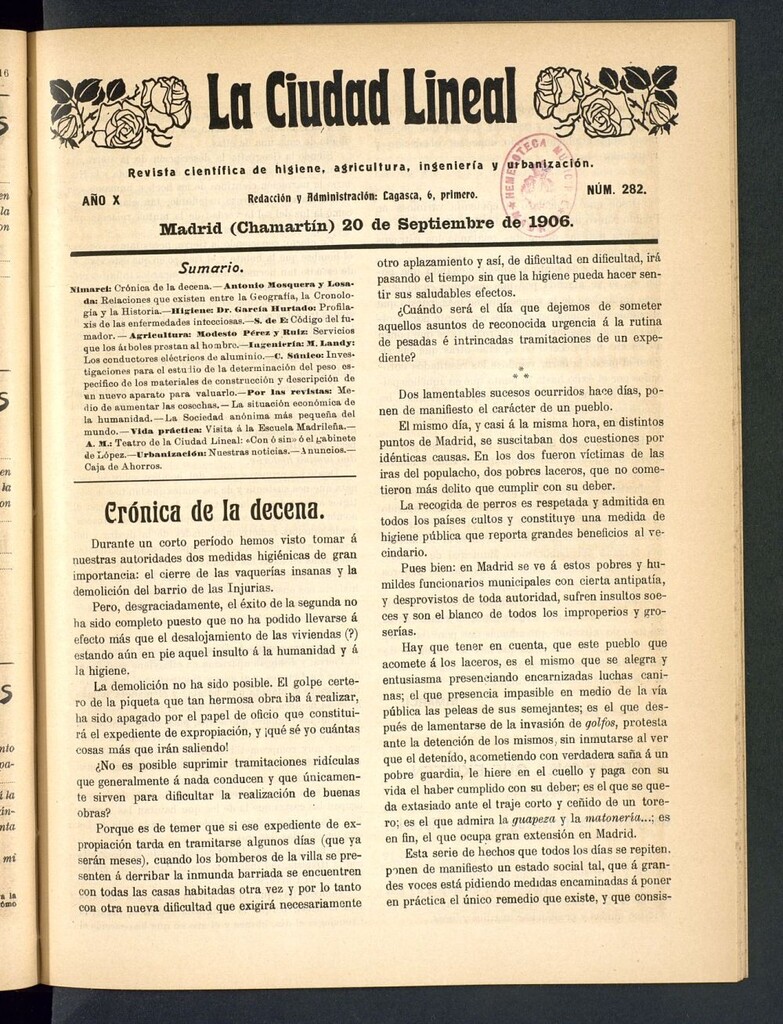 La Ciudad Lineal
Revista científica de higiene, agricultura, ingeniería y urbanización.
AÑO X
Redacción y Administración: Lagasca, 6, primero.
NÚM. 282.
Madrid (Chamartín) 20 de Septiembre de 1906.
HEMEROTECA
Sumario.
Nimarci: Crónica de la decena.—Antonio Mosquera y Losa-
da: Relaciones que existen entre la Geografía, la Cronolo-
gía y la Historia.—Higiene: Dr. García Hurtado: Profila-
xis de las enfermedades infecciosas.—S. de E: Código del fu-
mador.—Agricultura: Modesto Pérez y Ruiz: Servicios
que los árboles prestan al hombre.—Ingeniería: M. Landy:
Los conductores eléctricos de aluminio.—C. Súnico: Inves-
tigaciones para el estudio de la determinación del peso es-
pecífico de los materiales de construcción y descripción de
un nuevo aparato para valuarlo.—Por las revistas: Me-
dio de aumentar las cosechas.—La situación económica de
la humanidad.—La Sociedad anónima más pequeña del
mundo.—Vida práctica: Visita á la Escuela Madrileña.—
A. M.: Teatro de la Ciudad Lineal: «Con ó sin» ó el gabinete
de López.—Urbanización: Nuestras noticias.—Anuncios.—
Caja de Ahorros.
Crónica de la decena.
Durante un corto período hemos visto tomar á
nuestras autoridades dos medidas higiénicas de gran
importancia: el cierre de las vaquerías insanas y la
demolición del barrio de las Injurias.
Pero, desgraciadamente, el éxito de la segunda no
ha sido completo puesto que no ha podido llevarse á
efecto más que el desalojamiento de las viviendas (?)
estando aún en pie aquel insulto á la humanidad y á
la higiene.
La demolición no ha sido posible. El golpe certe-
ro de la piqueta que tan hermosa obra iba á realizar,
ha sido apagado por el papel de oficio que constitui-
rá el expediente de expropiación, y ¡qué sé yo cuántas
cosas más que irán saliendo!
¿No es posible suprimir tramitaciones ridículas
que generalmente á nada conducen y que únicamen-
te sirven para dificultar la realización de buenas
obras?
Porque es de temer que si ese expediente de ex-
propiación tarda en tramitarse algunos días (que ya
serán meses), cuando los bomberos de la villa se pre-
senten á derribar la inmunda barriada se encuentren
con todas las casas habitadas otra vez y por lo tanto
con otra nueva dificultad que exigirá necesariamente
otro aplazamiento y así, de dificultad en dificultad, irá
pasando el tiempo sin que la higiene pueda hacer sen-
tir sus saludables efectos.
¿Cuándo será el día que dejemos de someter
aquellos asuntos de reconocida urgencia á la rutina
de pesadas é intrincadas tramitaciones de un expe-
diente?
*
* *
Dos lamentables sucesos ocurridos hace días, po-
nen de manifiesto el carácter de un pueblo.
El mismo día, y casi á la misma hora, en distintos
puntos de Madrid, se suscitaban dos cuestiones por
idénticas causas. En los dos fueron víctimas de las
iras del populacho, dos pobres laceros, que no come-
tieron más delito que cumplir con su deber.
La recogida de perros es respetada y admitida en
todos los países cultos y constituye una medida de
higiene pública que reporta grandes beneficios al ve-
cindario.
Pues bien: en Madrid se ve á estos pobres y hu-
mildes funcionarios municipales con cierta antipatía,
y desprovistos de toda autoridad, sufren insultos soe-
ces y son el blanco de todos los improperios y gro-
serías.
Hay que tener en cuenta, que este pueblo que
acomete á los laceros, es el mismo que se alegra y
entusiasma presenciando encarnizadas luchas cani-
nas; el que presencia impasible en medio de la vía
pública las peleas de sus semejantes; es el que des-
pués de lamentarse de la invasión de golfos, protesta
ante la detención de los mismos, sin inmutarse al ver
que el detenido, acometiendo con verdadera saña á un
pobre guardia, le hiere en el cuello y paga con su
vida el haber cumplido con su deber; es el que se que-
da extasiado ante el traje corto y ceñido de un tore-
ro; es el que admira la guapeza y la matonería...; es
en fin, el que ocupa gran extensión en Madrid.
Esta serie de hechos que todos los días se repiten,
ponen de manifiesto un estado social tal, que á gran-
des voces está pidiendo medidas encaminadas á poner
en práctica el único remedio que existe, y que consis-